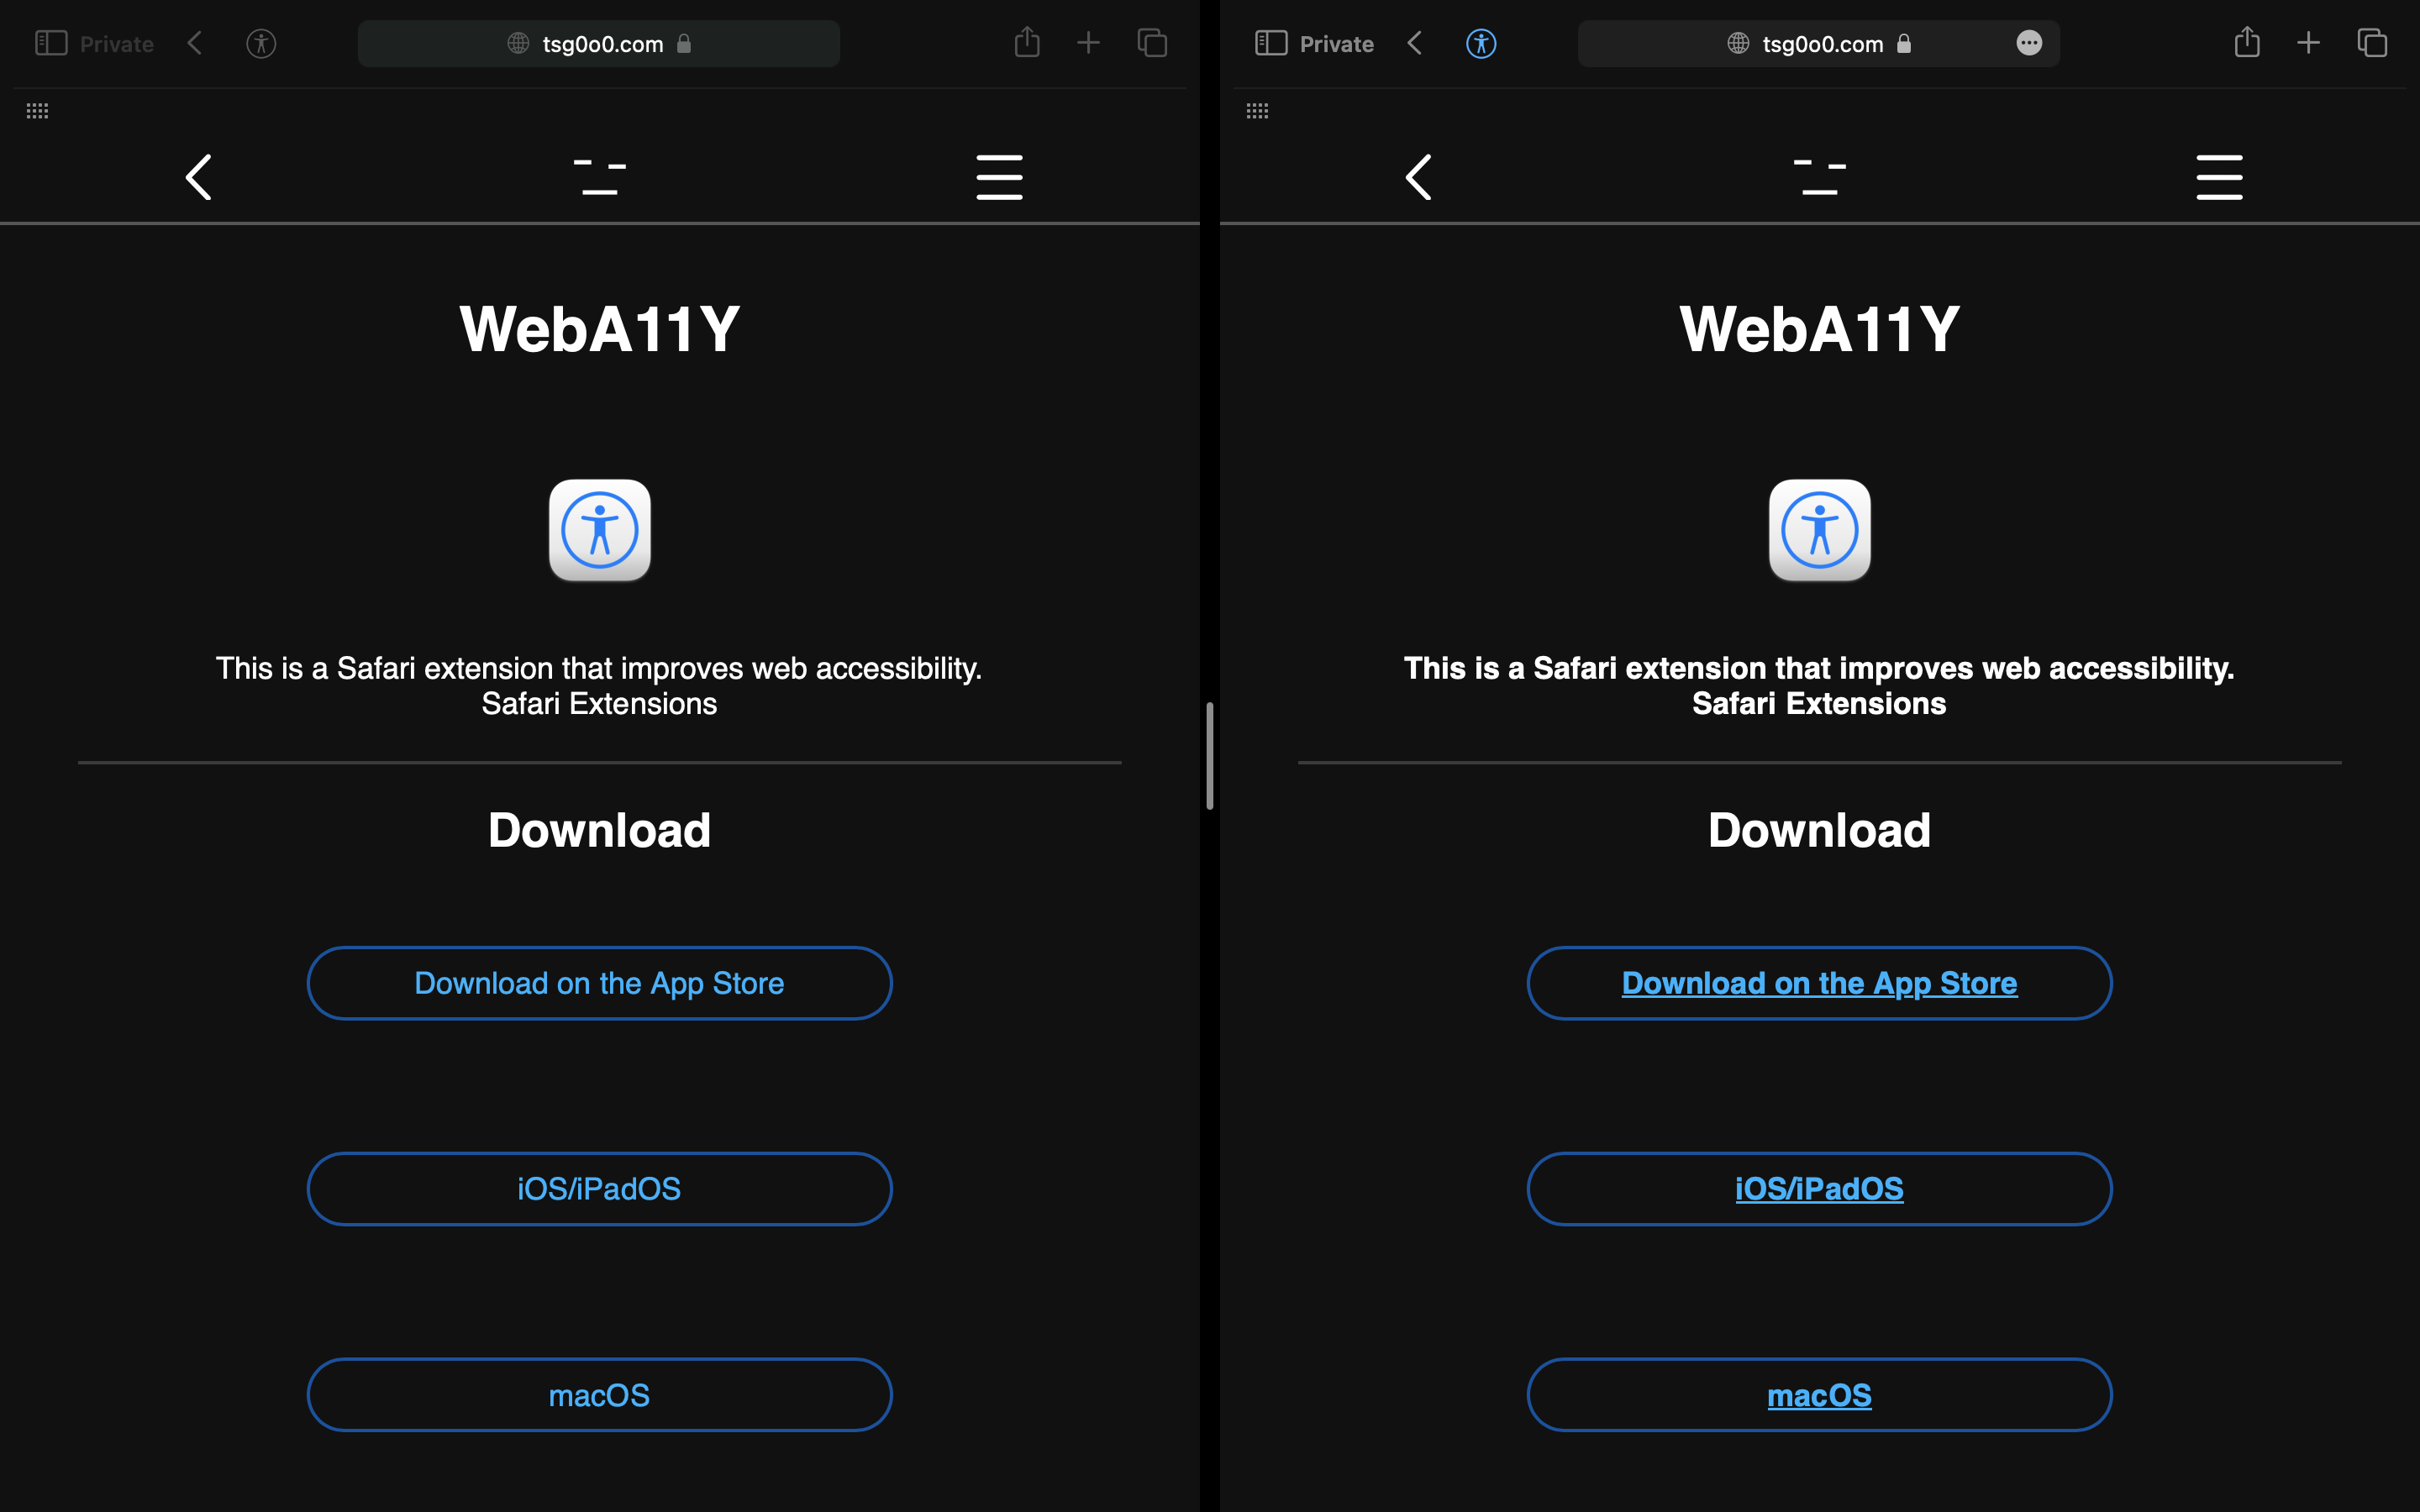 Private
tsg0o0.com
WebA11Y
This is a Safari extension that improves web accessibility.
Safari Extensions
Download
Download on the App Store
iOS/iPadOS
macOS
Private
tsg0o0.com
WebA11Y
This is a Safari extension that improves web accessibility.
Safari Extensions
Download
Download on the App Store
iOS/iPadOS
macOS